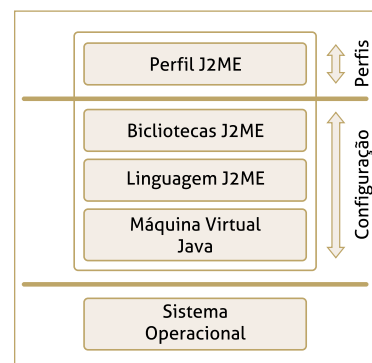 Perfil J2ME
Perfis
Bicliotecas J2ME
Linguagem J2ME
Máquina Virtual
Java
Configuração
Sistema
Operacional